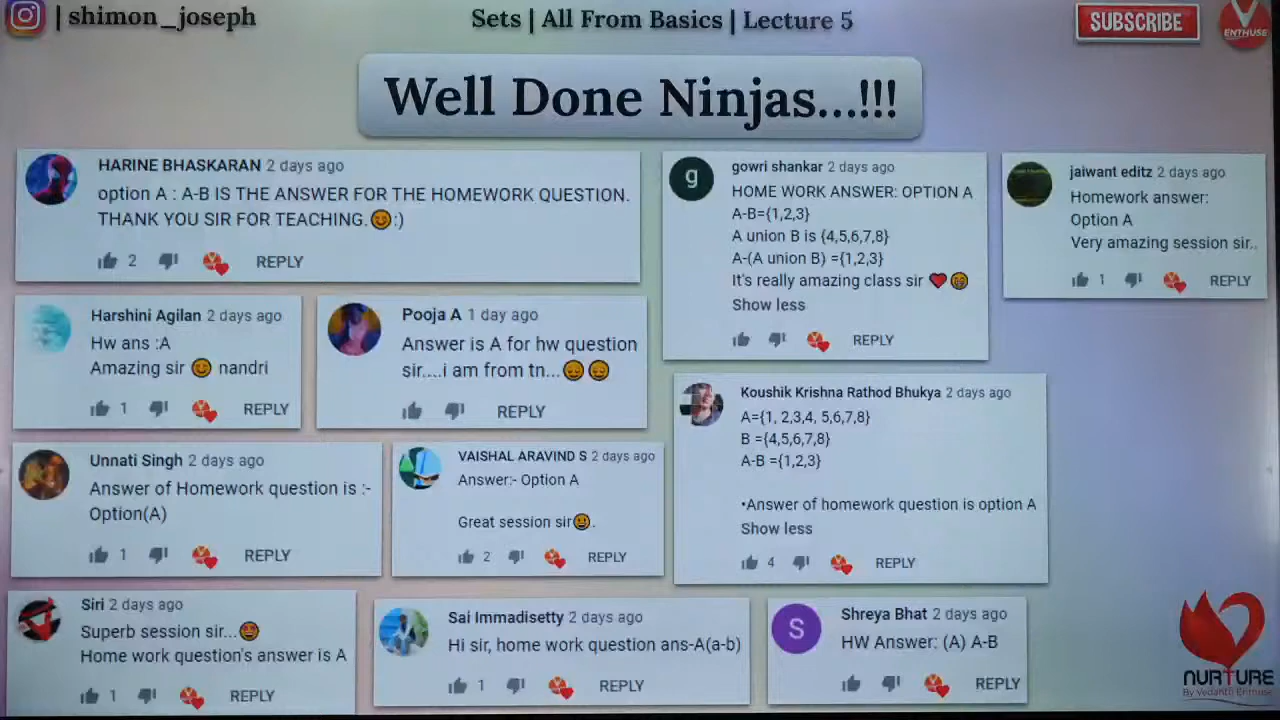 | shimon_joseph
Sets | All From Basics | Lecture 5
SUBSCRIBE
V
ENTHUSE
Well Done Ninjas...!!!
HARINE BHASKARAN 2 days ago
option A : A-B IS THE ANSWER FOR THE HOMEWORK QUESTION.
THANK YOU SIR FOR TEACHING.😊:)
2 REPLY
g
gowri shankar 2 days ago
HOME WORK ANSWER: OPTION A
A-B={1,2,3}
A union B is {4,5,6,7,8}
A-(A union B) ={1,2,3}
It's really amazing class sir ❤️😁
Show less
REPLY
jaiwant editz 2 days ago
Homework answer:
Option A
Very amazing session sir..
1 REPLY
Harshini Agilan 2 days ago
Hw ans :A
Amazing sir 😊 nandri
1 REPLY
Pooja A 1 day ago
Answer is A for hw question
sir....i am from tn...😌😌
REPLY
Koushik Krishna Rathod Bhukya 2 days ago
A={1, 2,3,4, 5,6,7,8}
B ={4,5,6,7,8}
A-B ={1,2,3}
•Answer of homework question is option A
Show less
4 REPLY
Unnati Singh 2 days ago
Answer of Homework question is :-
Option(A)
1 REPLY
VAISHAL ARAVIND S 2 days ago
Answer:- Option A
Great session sir😃.
2 REPLY
Siri 2 days ago
Superb session sir...🤩
Home work question's answer is A
1 REPLY
Sai Immadisetty 2 days ago
Hi sir, home work question ans-A(a-b)
1 REPLY
S
Shreya Bhat 2 days ago
HW Answer: (A) A-B
REPLY
NURTURE
By Vedantu Enthuse